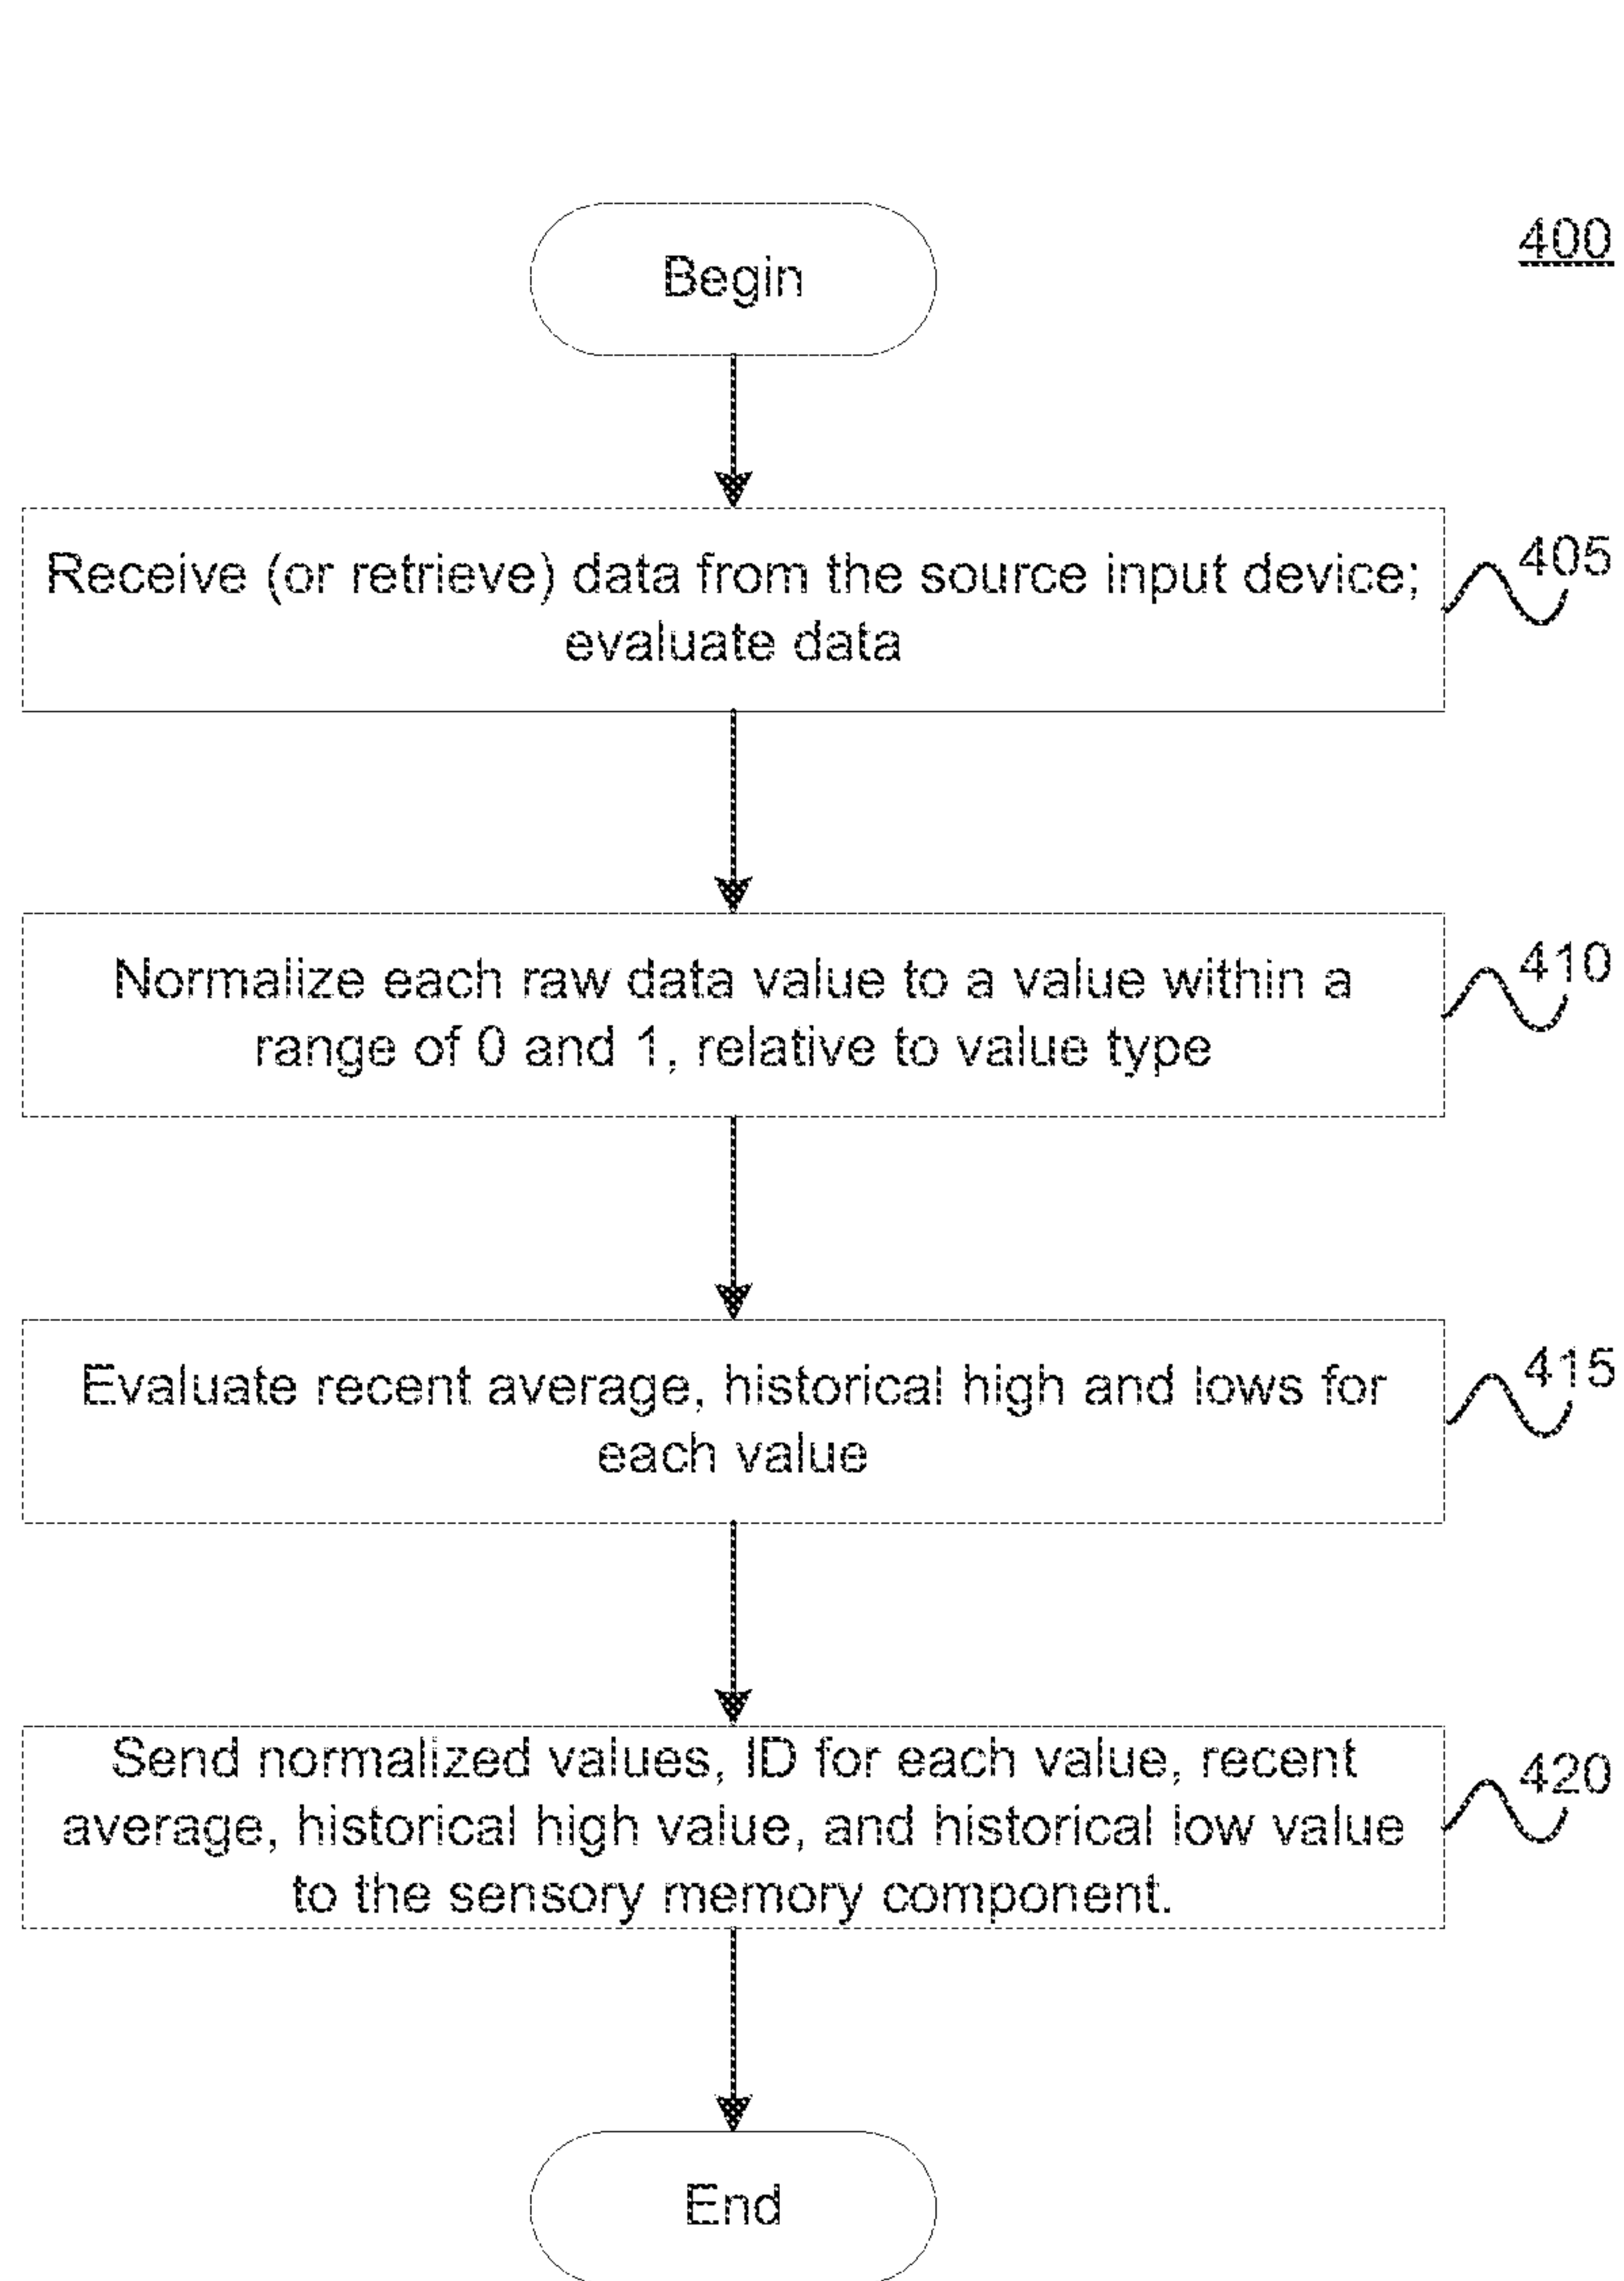 400
Begin
Receive (or retrieve) data from the source input device;
evaluate data
405
Normalize each raw data value to a value within a
range of 0 and 1, relative to value type
410
Evaluate recent average, historical high and lows for
each value
415
Send normalized values, ID for each value, recent
average, historical high value, and historical low value
to the sensory memory component.
420
End